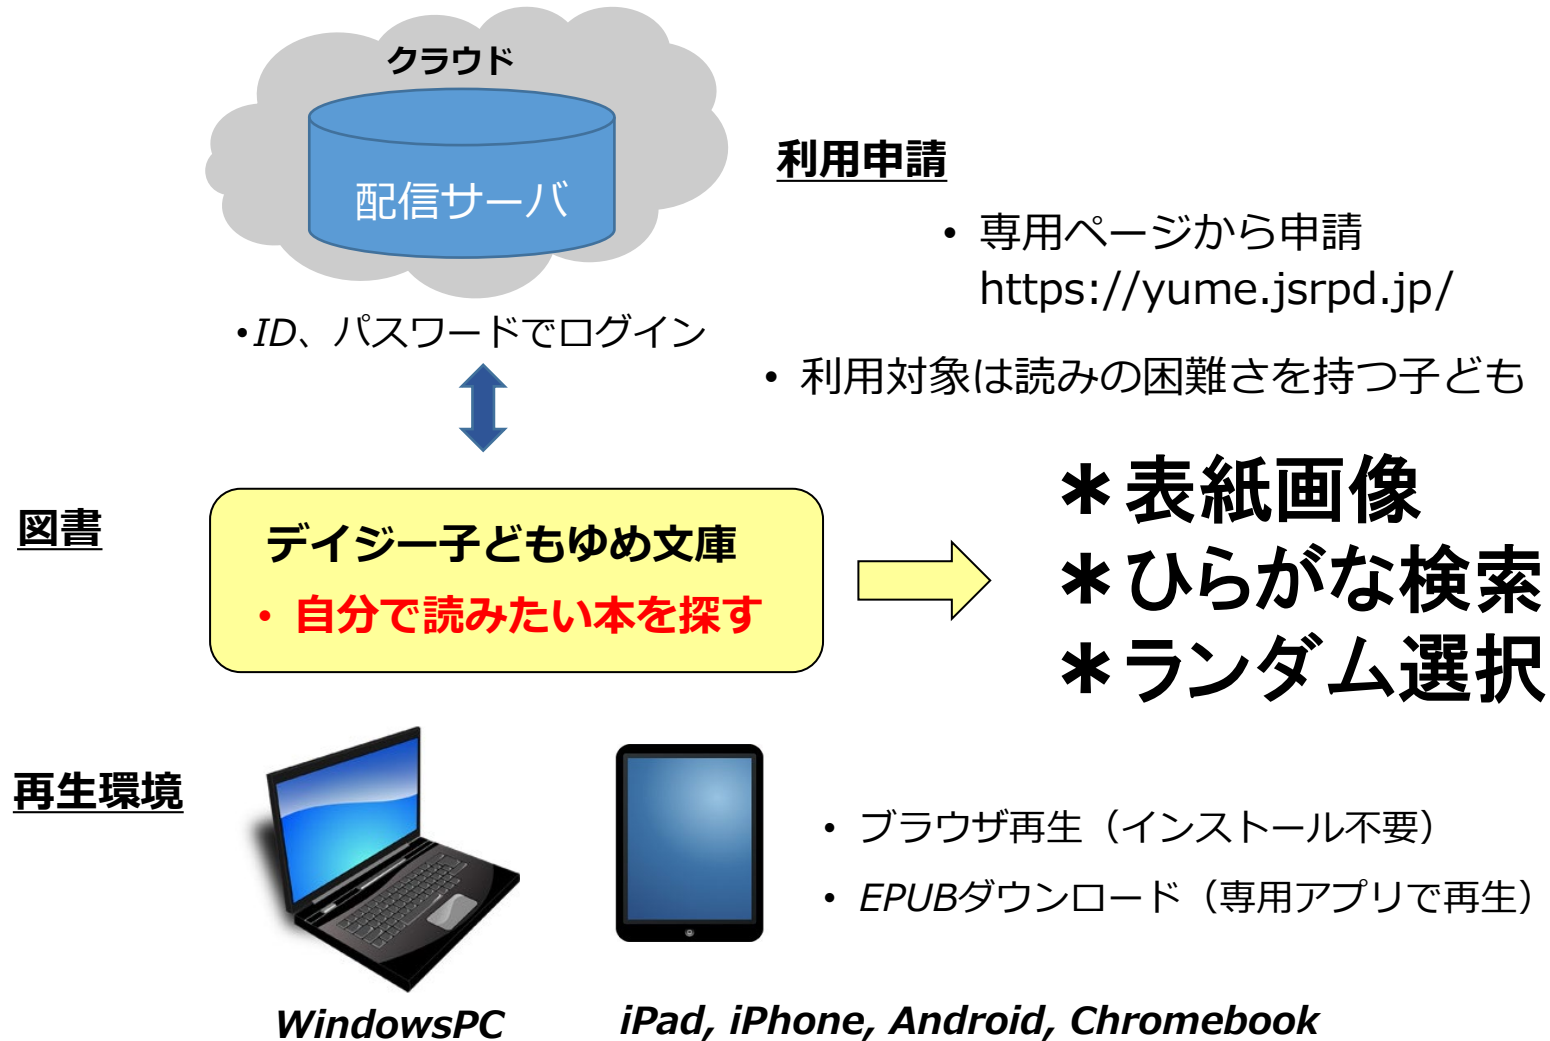 クラウド
配信サーバ
•ID、パスワードでログイン
利用申請
• 専用ページから申請
https://yume.jsrpd.jp/
• 利用対象は読みの困難さを持つ子ども
図書
デイジー子どもゆめ文庫
• 自分で読みたい本を探す
＊表紙画像
＊ひらがな検索
＊ランダム選択
再生環境
• ブラウザ再生（インストール不要）
• EPUBダウンロード（専用アプリで再生）
WindowsPC
iPad, iPhone, Android, Chromebook